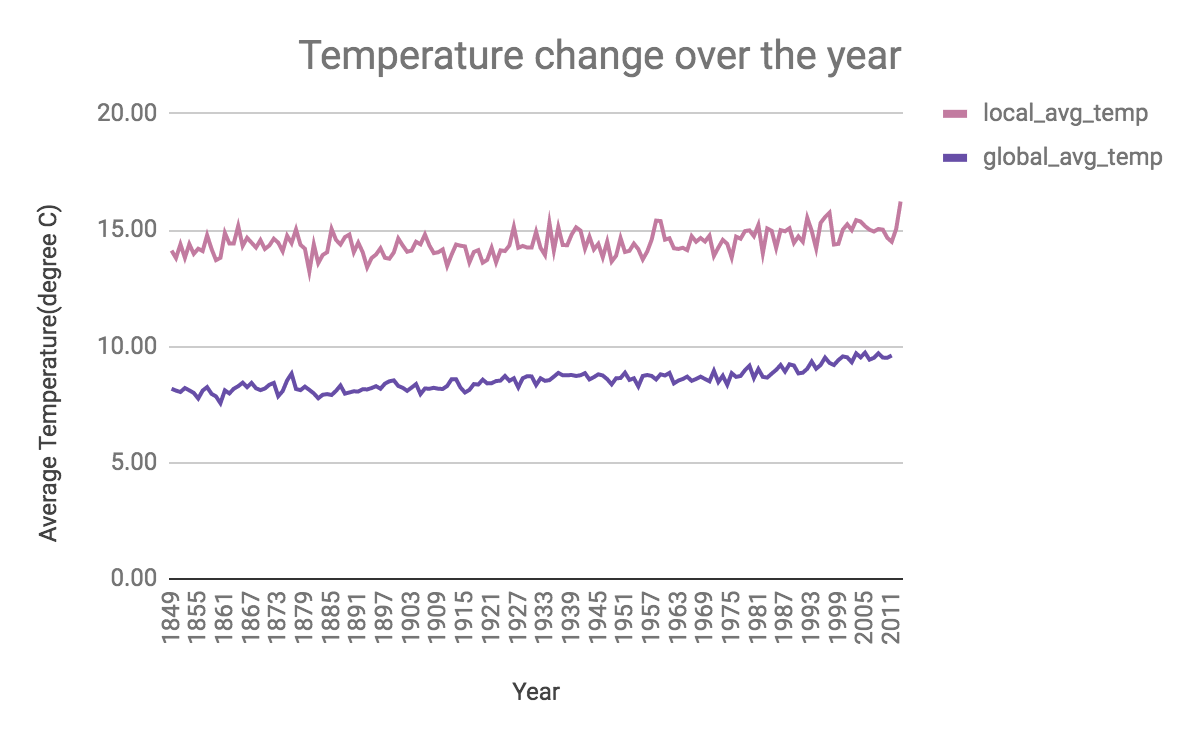 Temperature change over the year
local_avg_temp
global_avg_temp
Average Temperature(degree C)
20.00
15.00
10.00
5.00
0.00
1849 1855 1861 1867 1873 1879 1885 1891 1897 1903 1909 1915 1921 1927 1933 1939 1945 1951 1957 1963 1969 1975 1981 1987 1993 1999 2005 2011
Year